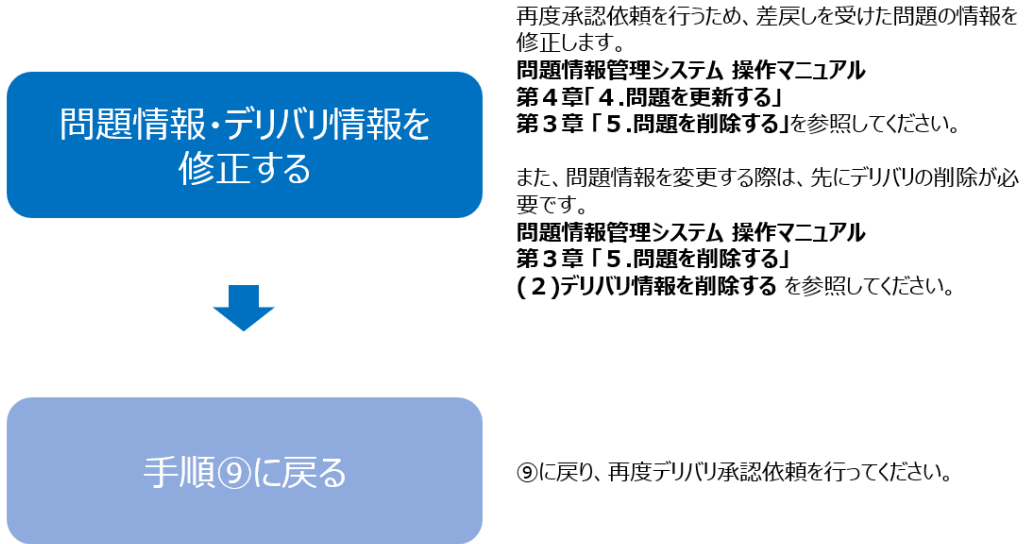 問題情報・デリバリ情報を
修正する
再度承認依頼を行うため、差戻しを受けた問題の情報を
修正します。
問題情報管理システム 操作マニュアル
第４章「４.問題を更新する」
第３章 「５.問題を削除する」を参照してください。
また、問題情報を変更する際は、先にデリバリの削除が必
要です。
問題情報管理システム 操作マニュアル
第３章 「５.問題を削除する」
(２)デリバリ情報を削除する を参照してください。
手順⑨に戻る
⑨に戻り、再度デリバリ承認依頼を行ってください。